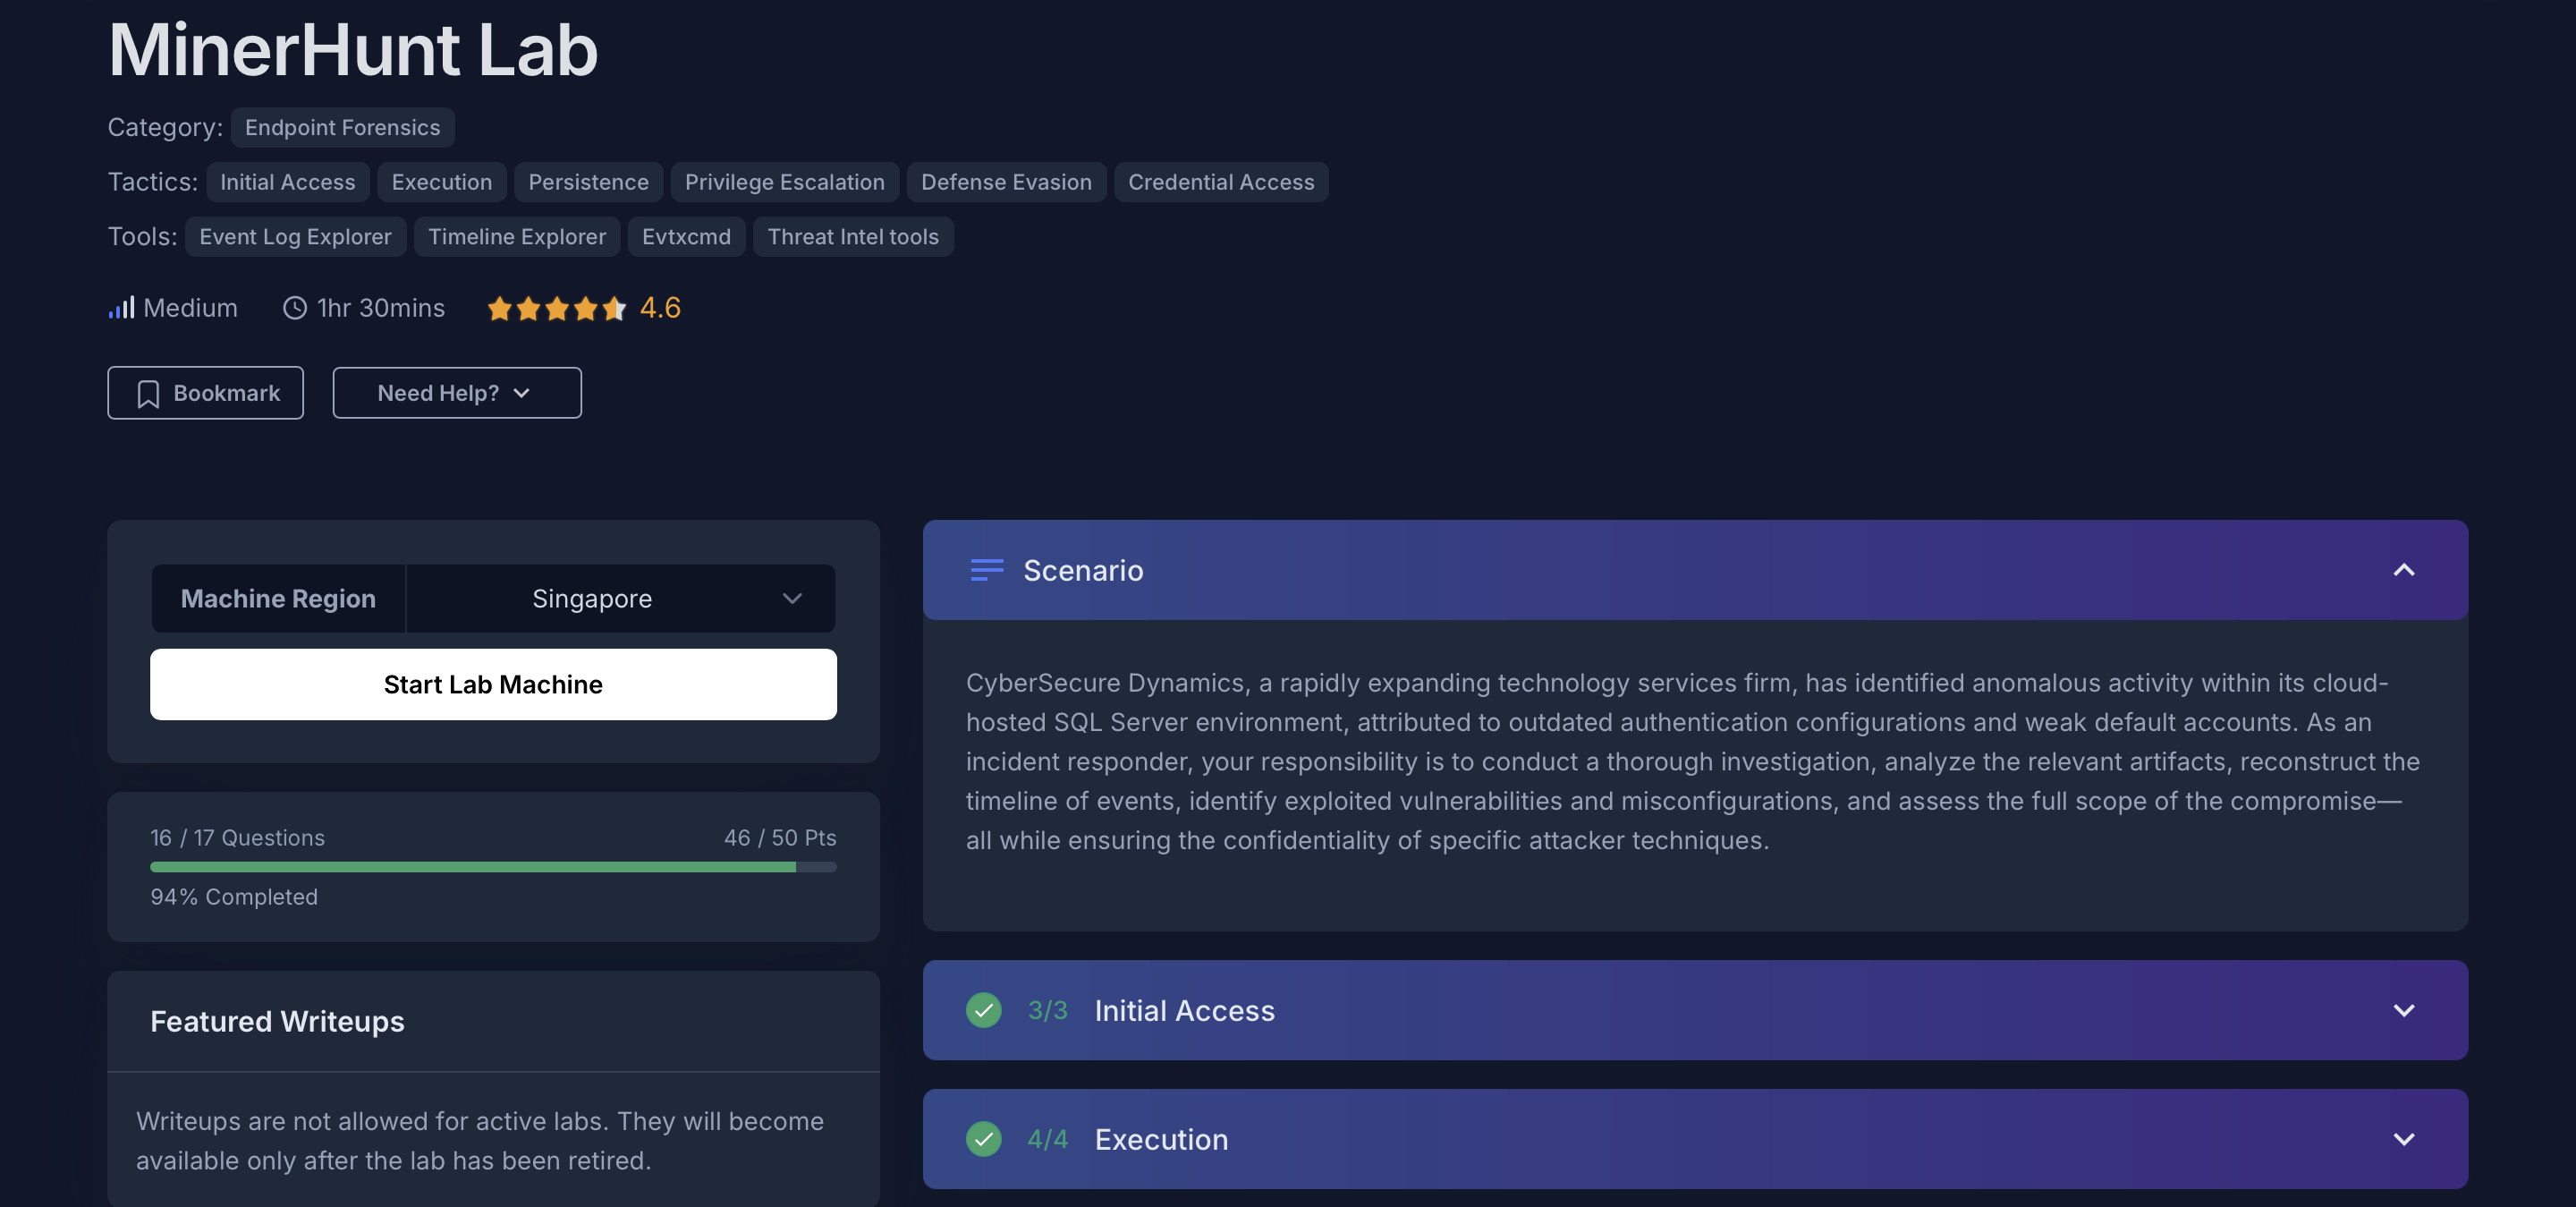 MinerHunt Lab
Category: Endpoint Forensics
Tactics: Initial Access Execution Persistence Privilege Escalation Defense Evasion Credential Access
Tools: Event Log Explorer Timeline Explorer Evtxcmd Threat Intel tools
Medium 1hr 30mins 4.6
Bookmark Need Help?
Machine Region Singapore
Start Lab Machine
16 / 17 Questions 46 / 50 Pts
94% Completed
Featured Writeups
Writeups are not allowed for active labs. They will become
available only after the lab has been retired.
Scenario
CyberSecure Dynamics, a rapidly expanding technology services firm, has identified anomalous activity within its cloud-
hosted SQL Server environment, attributed to outdated authentication configurations and weak default accounts. As an
incident responder, your responsibility is to conduct a thorough investigation, analyze the relevant artifacts, reconstruct the
timeline of events, identify exploited vulnerabilities and misconfigurations, and assess the full scope of the compromise—
all while ensuring the confidentiality of specific attacker techniques.
3/3 Initial Access
4/4 Execution